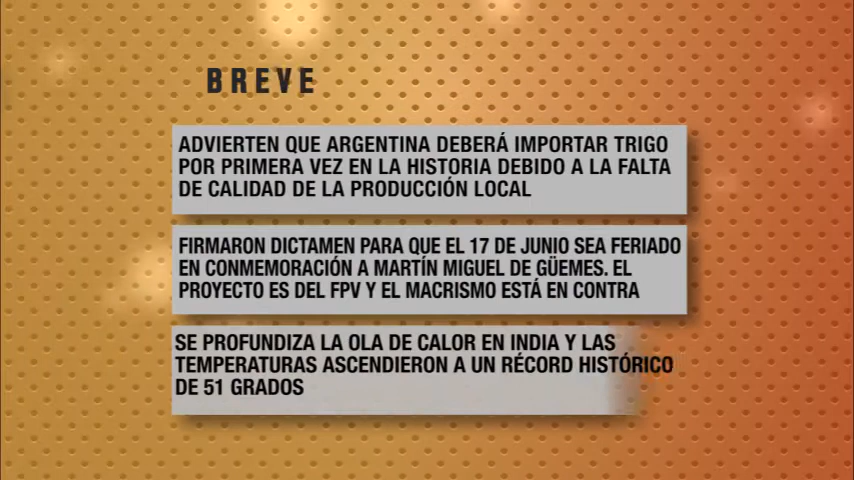 BREVE
ADVIERTEN QUE ARGENTINA DEBERÁ IMPORTAR TRIGO
POR PRIMERA VEZ EN LA HISTORIA DEBIDO A LA FALTA
DE CALIDAD DE LA PRODUCCIÓN LOCAL
FIRMARON DICTAMEN PARA QUE EL 17 DE JUNIO SEA FERIADO
EN CONMEMORACIÓN A MARTÍN MIGUEL DE GÜEMES. EL
PROYECTO ES DEL FPV Y EL MACRISMO ESTÁ EN CONTRA
SE PROFUNDIZA LA OLA DE CALOR EN INDIA Y LAS
TEMPERATURAS ASCENDIERON A UN RÉCORD HISTÓRICO
DE 51 GRADOS